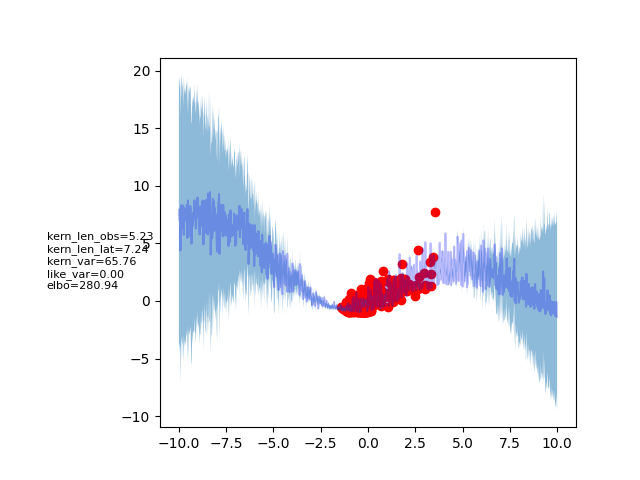 20
15
10
5
0
−5
−10
kern_len_obs=5.23
kern_len_lat=7.24
kern_var=65.76
like_var=0.00
elbo=280.94
−10.0 −7.5 −5.0 −2.5 0.0 2.5 5.0 7.5 10.0